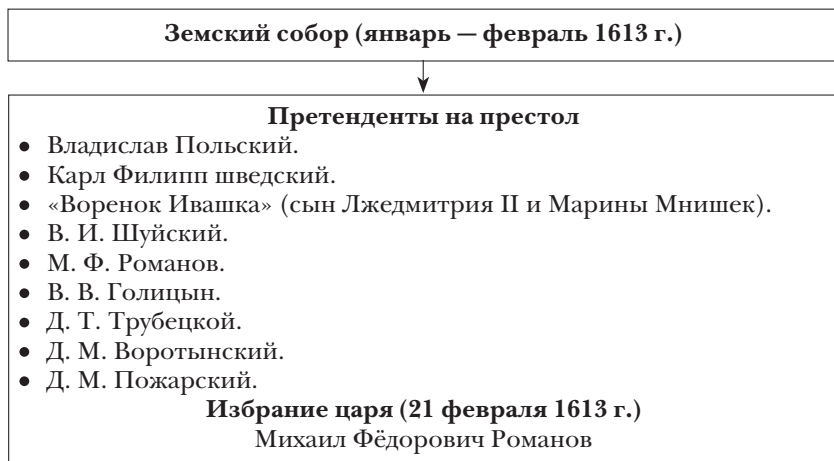 Земский собор (январь — февраль 1613 г.)
Претенденты на престол
• Владислав Польский.
• Карл Филипп шведский.
• «Воренок Ивашка» (сын Лжедмитрия II и Марины Мнишек).
• В. И. Шуйский.
• М. Ф. Романов.
• В. В. Голицын.
• Д. Т. Трубецкой.
• Д. М. Воротынский.
• Д. М. Пожарский.
Избрание царя (21 февраля 1613 г.)
Михаил Фёдорович Романов